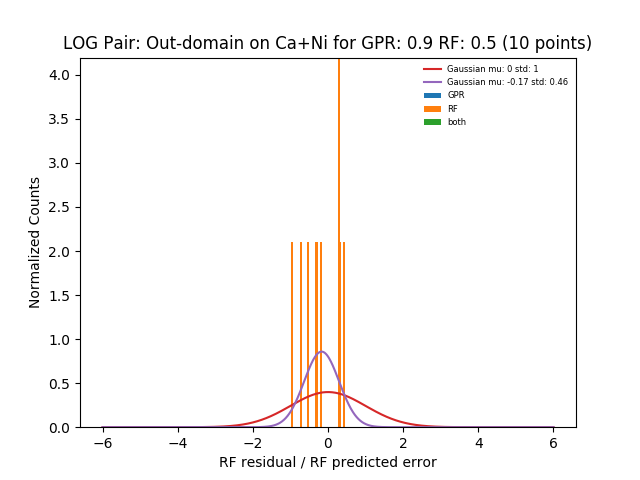 LOG Pair: Out-domain on Ca+Ni for GPR: 0.9 RF: 0.5 (10 points)
Gaussian mu: 0 std: 1
Gaussian mu: -0.17 std: 0.46
GPR
RF
both
Normalized Counts
4.0
3.5
3.0
2.5
2.0
1.5
1.0
0.5
0.0
−6
−4
−2
0
2
4
6
RF residual / RF predicted error